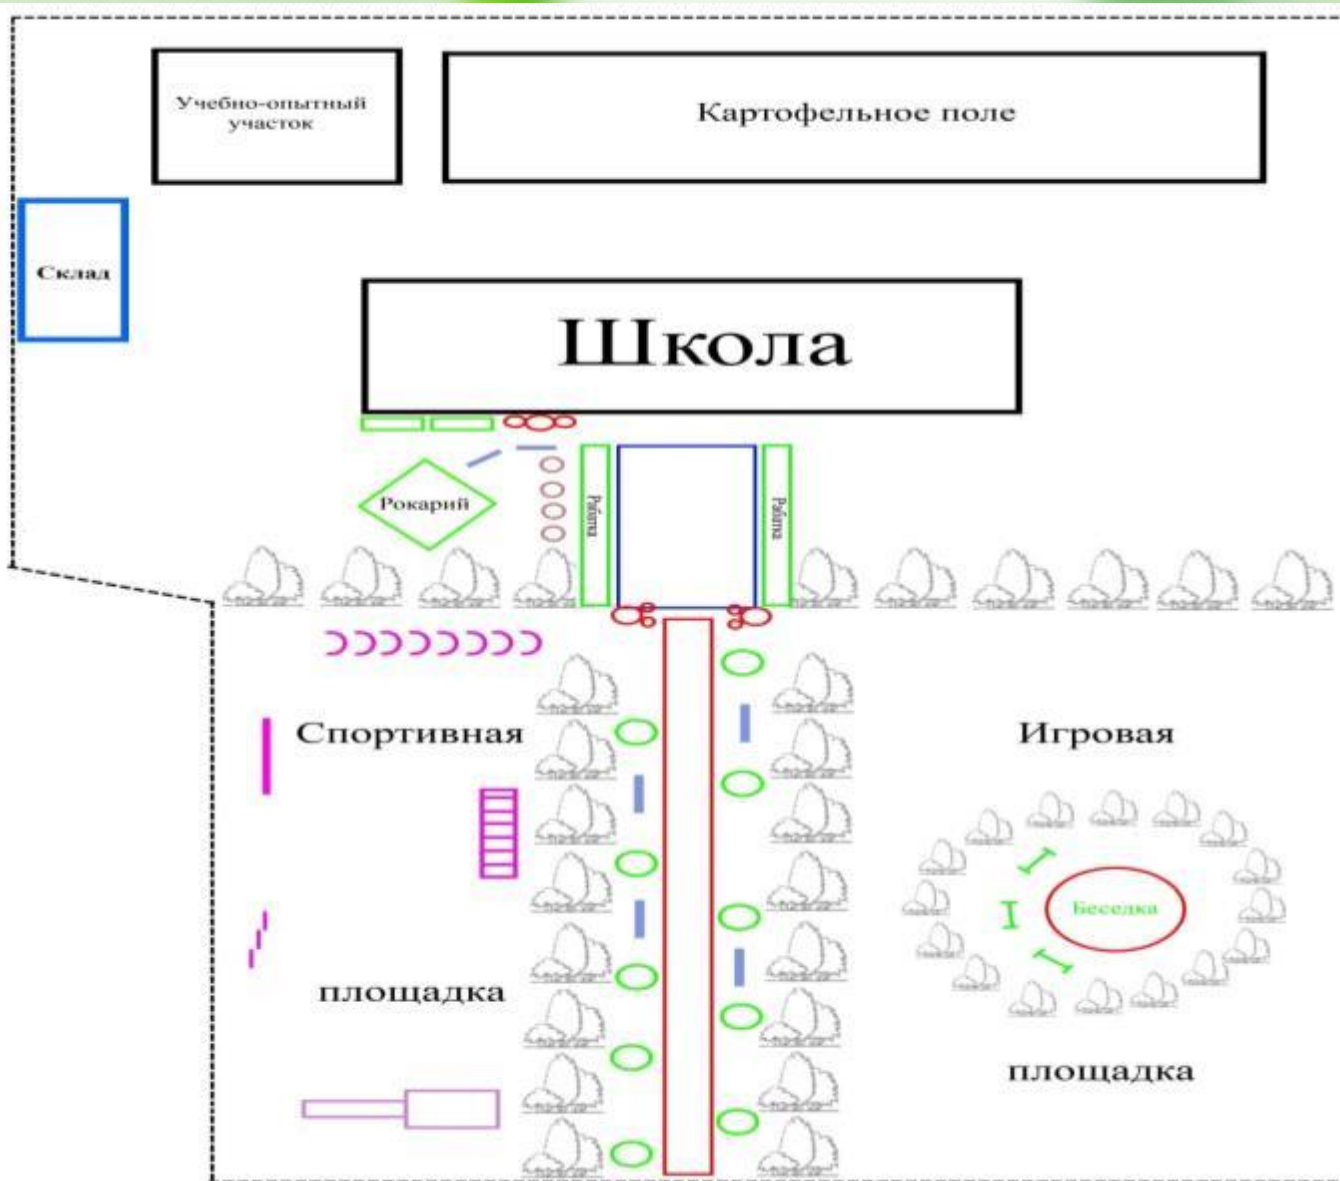 Учебно-опытный
участок
Картофельное поле
Склад
Школа
Рокарий
Рабатка
Рабатка
Спортивная
площадка
Игровая
Беседка
площадка